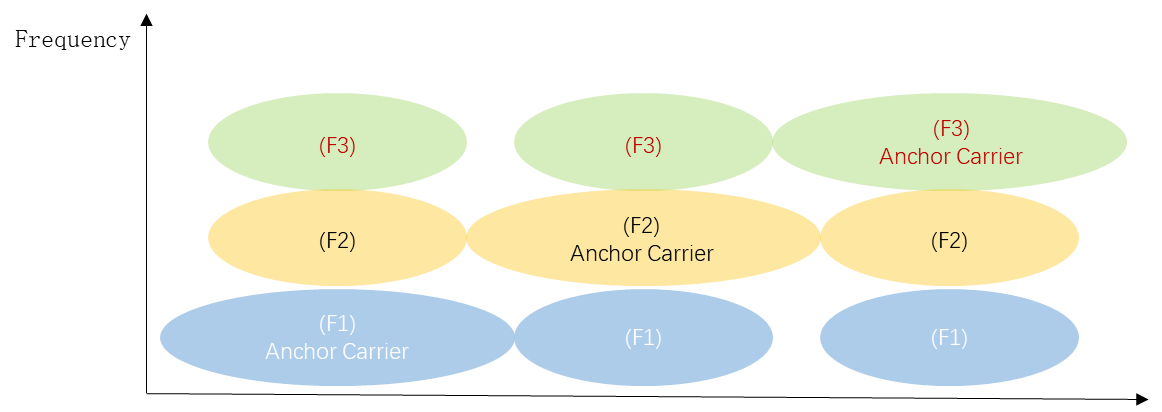 Frequency
(F3)
(F3)
(F3)
Anchor Carrier
(F2)
(F2)
Anchor Carrier
(F2)
(F1)
Anchor Carrier
(F1)
(F1)